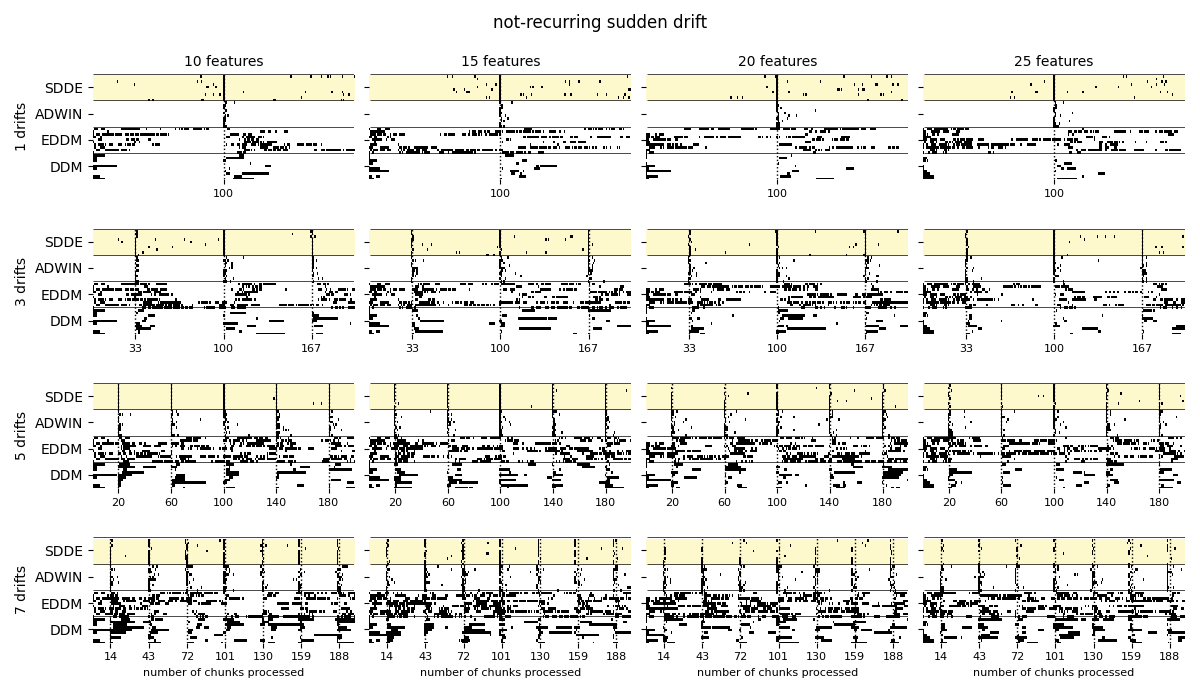 not-recurring sudden drift
10 features 15 features 20 features 25 features
1 drifts
SDDE
ADWIN
EDDM
DDM
100 100 100 100
3 drifts
SDDE
ADWIN
EDDM
DDM
33 100 167 33 100 167 33 100 167 33 100 167
5 drifts
SDDE
ADWIN
EDDM
DDM
20 60 100 140 180 20 60 100 140 180 20 60 100 140 180 20 60 100 140 180
7 drifts
SDDE
ADWIN
EDDM
DDM
14 43 72 101 130 159 188 14 43 72 101 130 159 188 14 43 72 101 130 159 188 14 43 72 101 130 159 188
number of chunks processed number of chunks processed number of chunks processed number of chunks processed